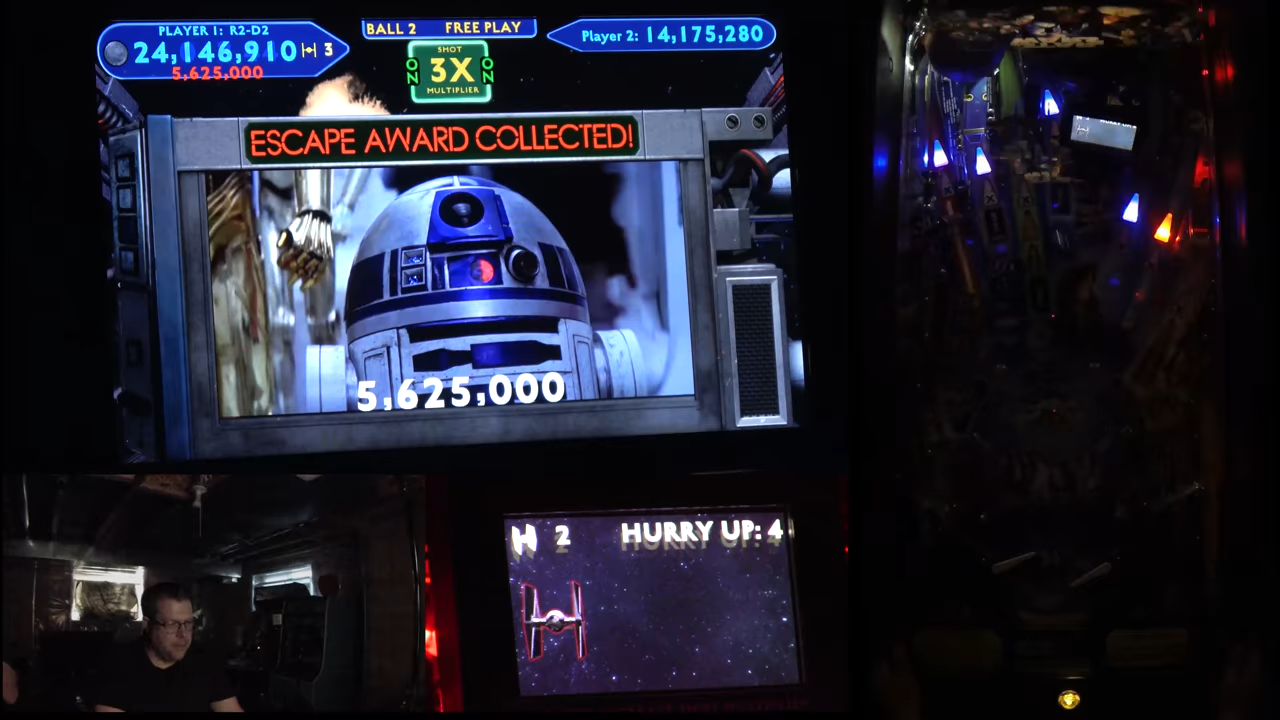 PLAYER 1: R2-D2
24,146,910 3
5,625,000
BALL 2 FREE PLAY
Player 2: 14,175,280
SHOT
ON 3X ON
MULTIPLIER
ESCAPE AWARD COLLECTED!
5,625,000
2 HURRY UP: 4